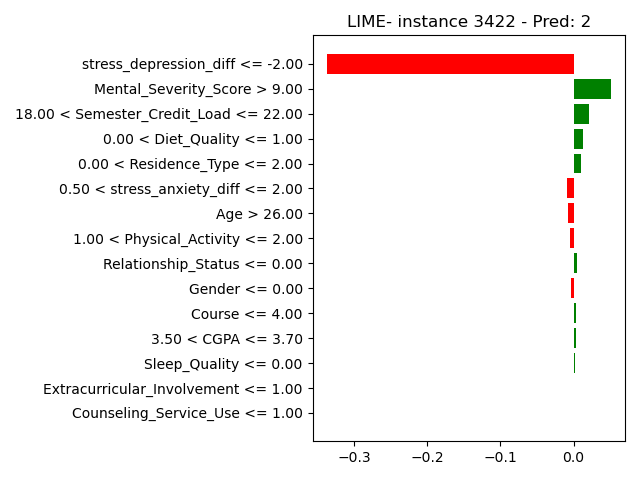 LIME- instance 3422 - Pred: 2
stress_depression_diff <= -2.00
Mental_Severity_Score > 9.00
18.00 < Semester_Credit_Load <= 22.00
0.00 < Diet_Quality <= 1.00
0.00 < Residence_Type <= 2.00
0.50 < stress_anxiety_diff <= 2.00
Age > 26.00
1.00 < Physical_Activity <= 2.00
Relationship_Status <= 0.00
Gender <= 0.00
Course <= 4.00
3.50 < CGPA <= 3.70
Sleep_Quality <= 0.00
Extracurricular_Involvement <= 1.00
Counseling_Service_Use <= 1.00
−0.3 −0.2 −0.1 0.0